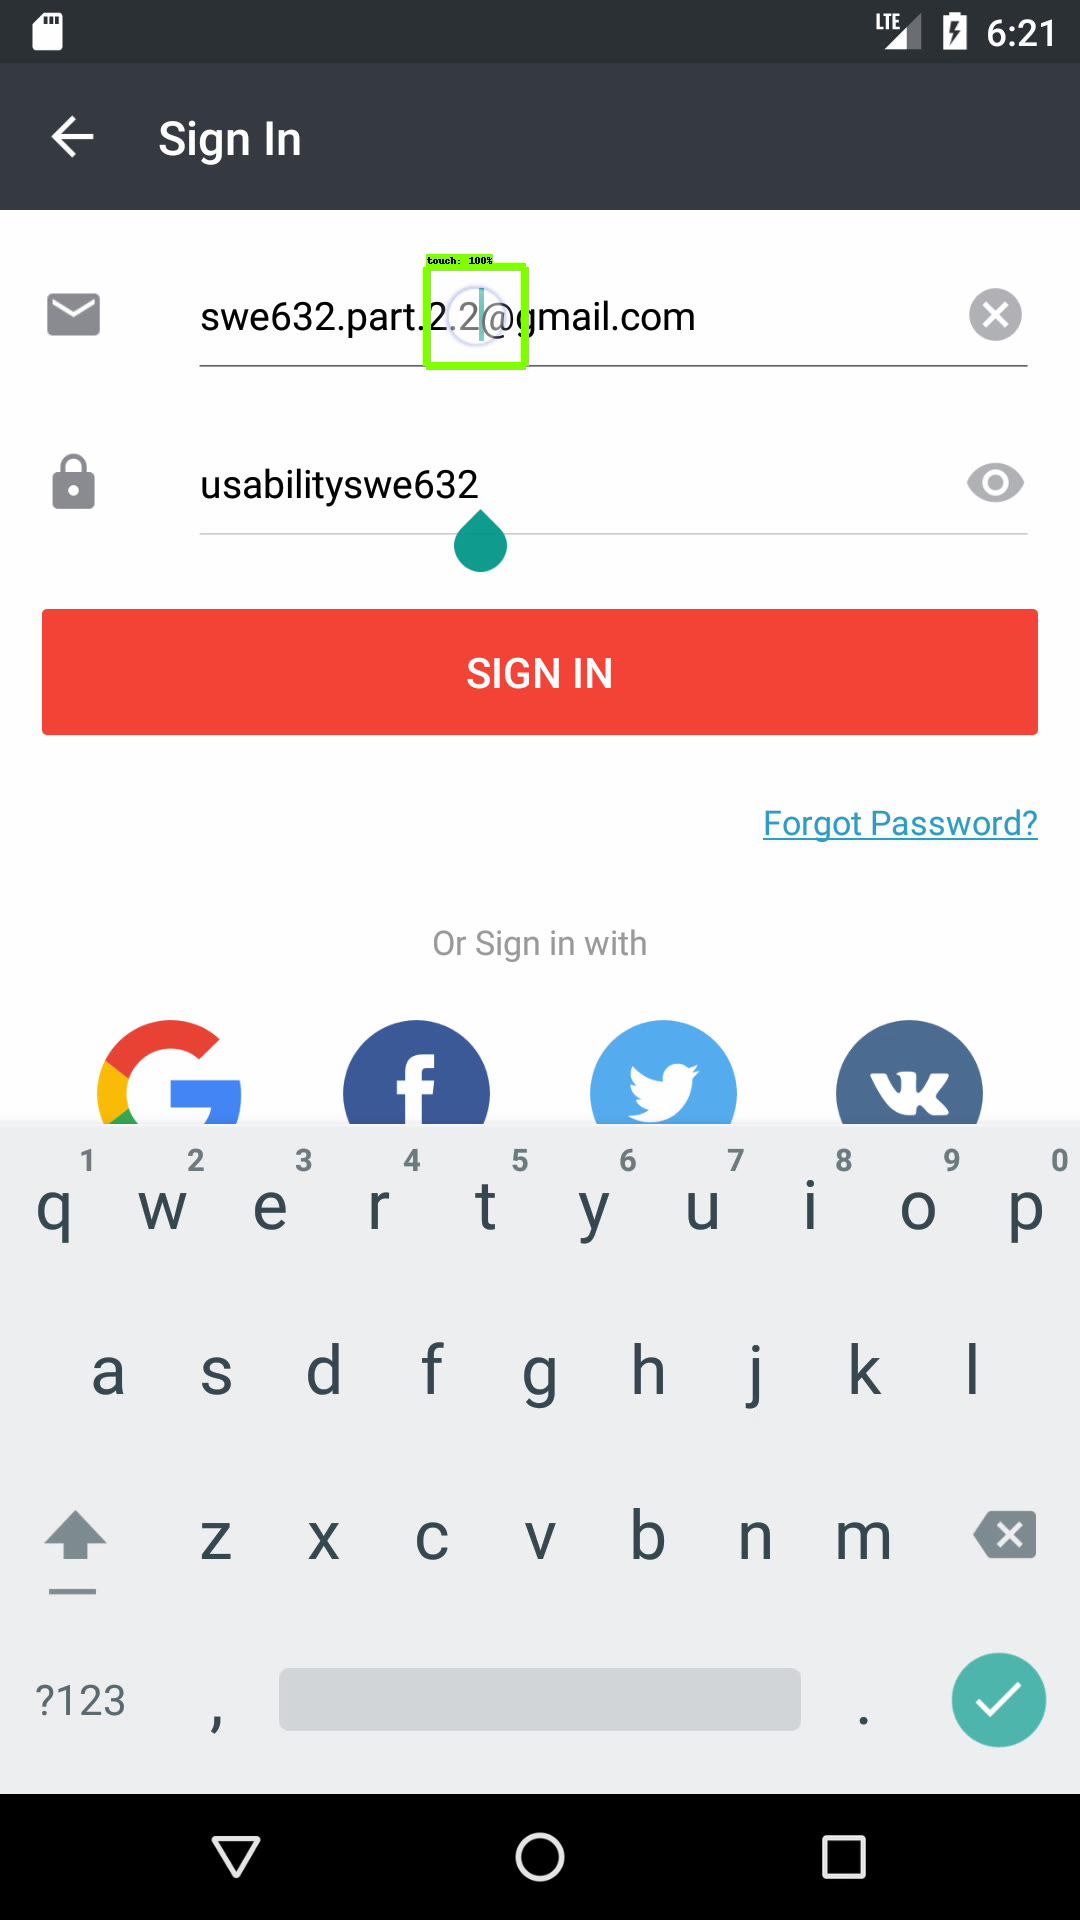 LTE 6:21
Sign In
touch: 100%
swe632.part.2.2@gmail.com
usabilityswe632
SIGN IN
Forgot Password?
Or Sign in with
1 2 3 4 5 6 7 8 9 0
q w e r t y u i o p
a s d f g h j k l
z x c v b n m
?123 , .